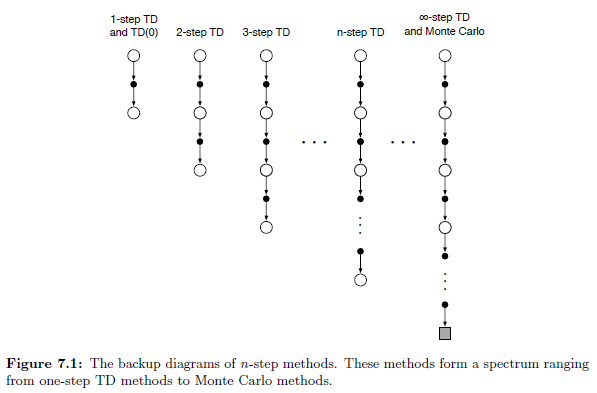 1-step TD
and TD(0)
2-step TD
3-step TD
n-step TD
∞-step TD
and Monte Carlo
Figure 7.1: The backup diagrams of n-step methods. These methods form a spectrum ranging
from one-step TD methods to Monte Carlo methods.